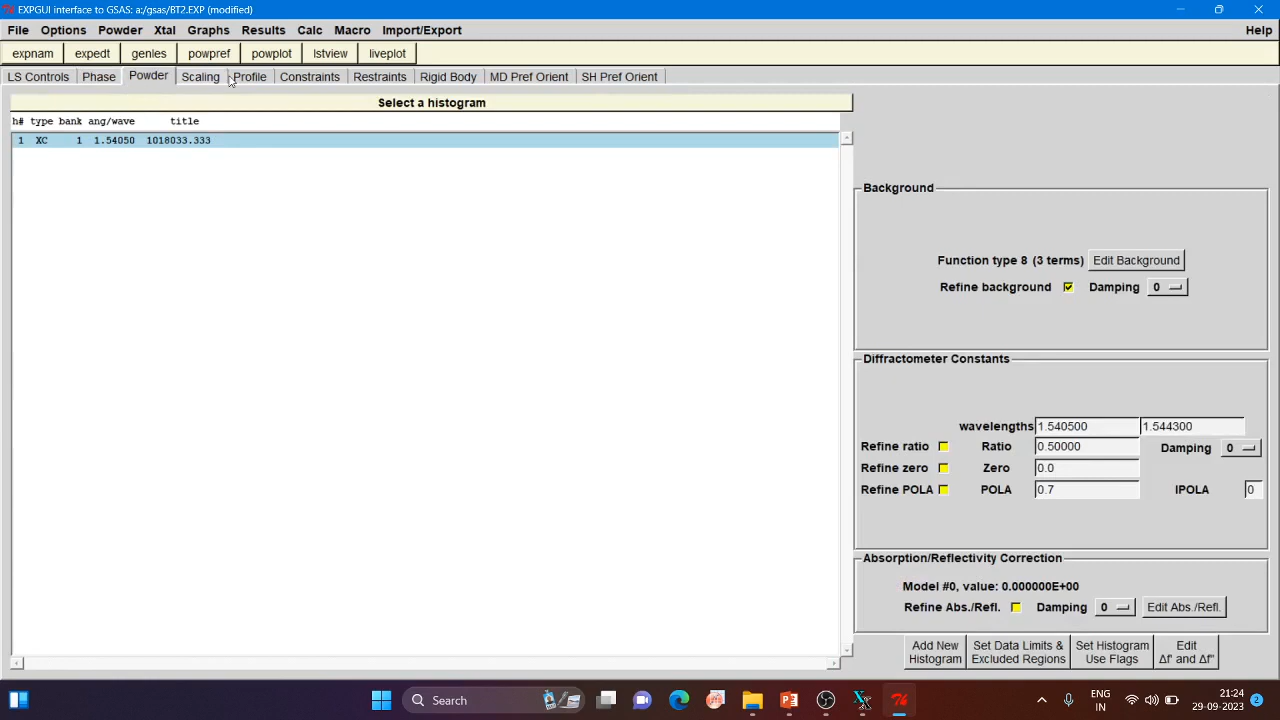 EXPGUI interface to GSAS: a:/gsas/BT2.EXP (modified)
File Options Powder Xtal Graphs Results Calc Macro Import/Export Help
expnam expedt genles powpref powplot lstview liveplot
LS Controls Phase Powder Scaling Profile Constraints Restraints Rigid Body MD Pref Orient SH Pref Orient
Select a histogram
h# type bank ang/wave title
1 XC 1 1.54050 1018033.333
Background
Function type 8 (3 terms) Edit Background
Refine background Damping 0
Diffractometer Constants
wavelengths 1.540500 1.544300
Refine ratio Ratio 0.50000 Damping 0
Refine zero Zero 0.0
Refine POLA POLA 0.7 IPOLA 0
Absorption/Reflectivity Correction
Model #0, value: 0.000000E+00
Refine Abs./Refl. Damping 0 Edit Abs./Refl.
Add New Histogram
Set Data Limits & Excluded Regions
Set Histogram Use Flags
Edit Δf' and Δf"
Search
ENG IN
21:24
29-09-2023
2